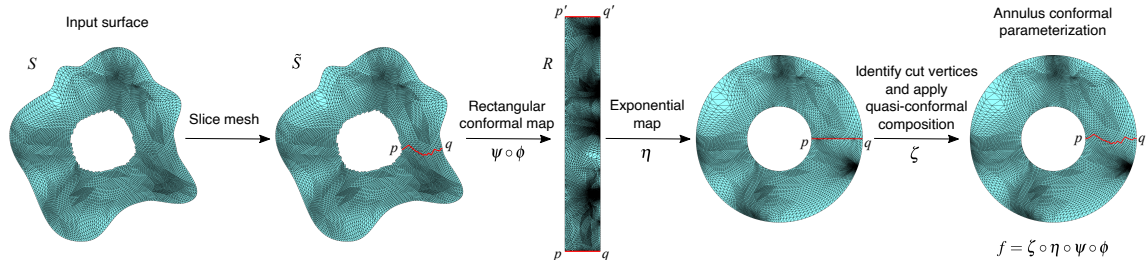 Input surface
S
Slice mesh
S̃
p
q
Rectangular
conformal map
ψ∘ϕ
p′
q′
R
p
q
Exponential
map
η
p
q
Identify cut vertices
and apply
quasi-conformal
composition
ζ
Annulus conformal
parameterization
p
q
f = ζ∘η∘ψ∘ϕ